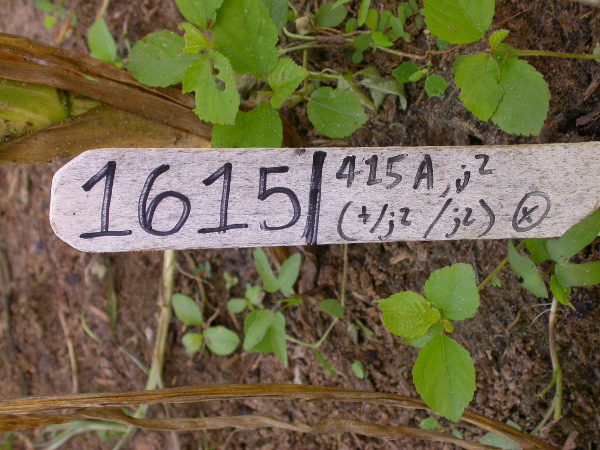 1615 | 415A, j2
(+/j2 /j2) ⓧ